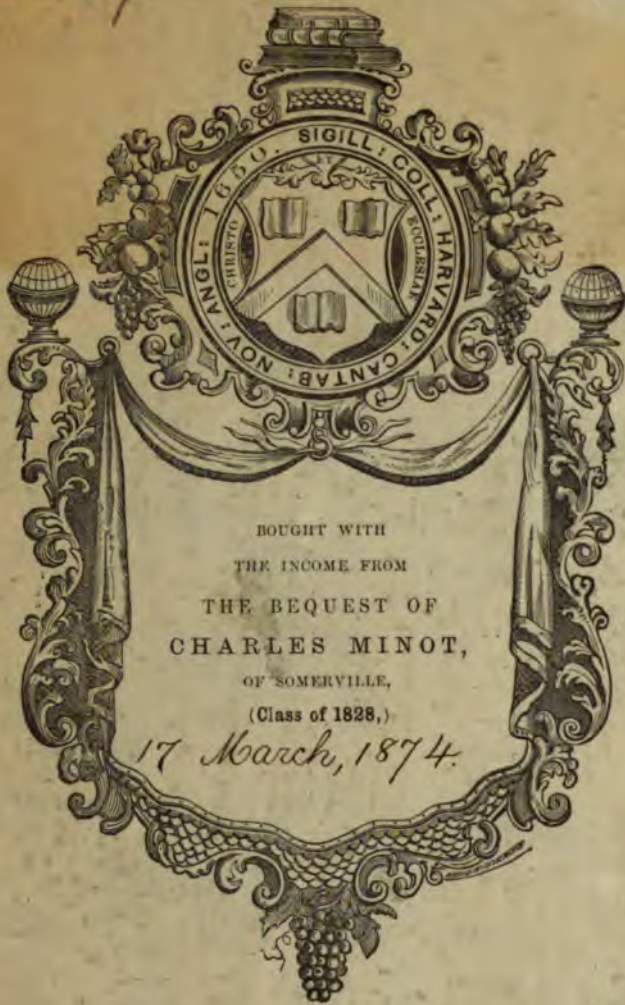 SIGILL: COLL: HARVARD: CANTAB: NOV: ANGL: 1650.
CHRISTO
ET
ECCLESIAE
BOUGHT WITH
THE INCOME FROM
THE BEQUEST OF
CHARLES MINOT,
OF SOMERVILLE,
(Class of 1828,)
17 March, 1874.